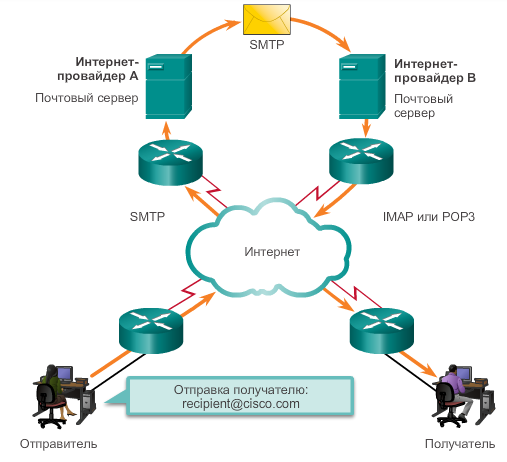 SMTP
Интернет-
провайдер A
Почтовый сервер
Интернет-
провайдер B
Почтовый
сервер
SMTP
IMAP или POP3
Интернет
Отправка получателю:
recipient@cisco.com
Отправитель
Получатель